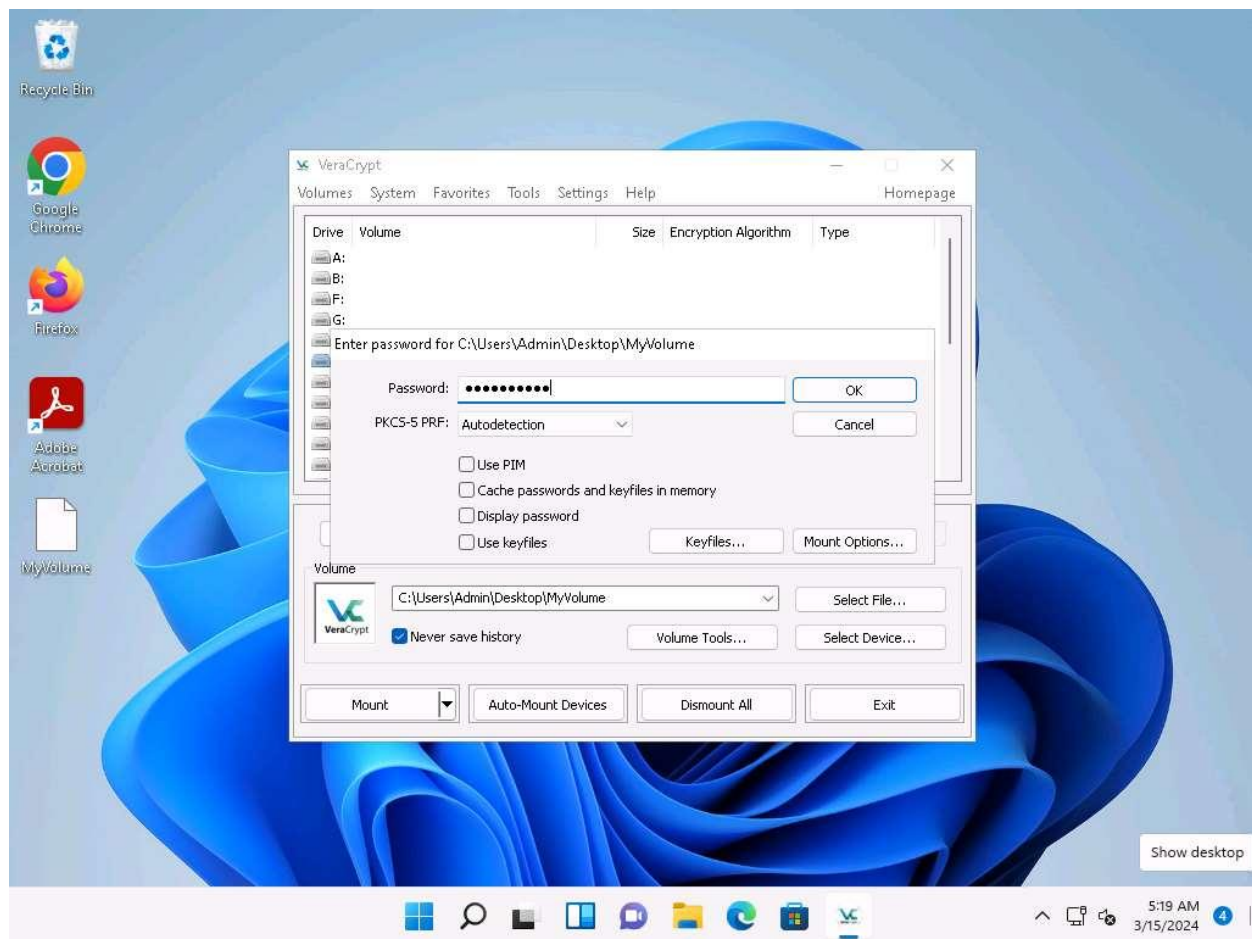 Recycle Bin
Google
Chrome
Firefox
Adobe
Acrobat
MyVolume
VeraCrypt
Volumes System Favorites Tools Settings Help Homepage
Drive Volume Size Encryption Algorithm Type
A:
B:
F:
G:
Enter password for C:\Users\Admin\Desktop\MyVolume
Password: ●●●●●●●●●● OK
PKCS-5 PRF: Autodetection Cancel
Use PIM
Cache passwords and keyfiles in memory
Display password
Use keyfiles Keyfiles... Mount Options...
Volume
C:\Users\Admin\Desktop\MyVolume Select File...
VeraCrypt
Never save history Volume Tools... Select Device...
Mount Auto-Mount Devices Dismount All Exit
Show desktop
5:19 AM
3/15/2024 4